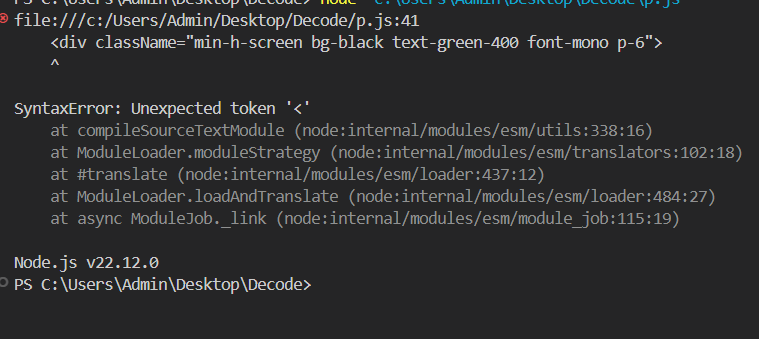 PS C:\Users\Admin\Desktop\Decode> node "c:\Users\Admin\Desktop\Decode\p.js"
file:///c:/Users/Admin/Desktop/Decode/p.js:41
    <div className="min-h-screen bg-black text-green-400 font-mono p-6">
    ^
SyntaxError: Unexpected token '<'
    at compileSourceTextModule (node:internal/modules/esm/utils:338:16)
    at ModuleLoader.moduleStrategy (node:internal/modules/esm/translators:102:18)
    at #translate (node:internal/modules/esm/loader:437:12)
    at ModuleLoader.loadAndTranslate (node:internal/modules/esm/loader:484:27)
    at async ModuleJob._link (node:internal/modules/esm/module_job:115:19)
Node.js v22.12.0
PS C:\Users\Admin\Desktop\Decode>